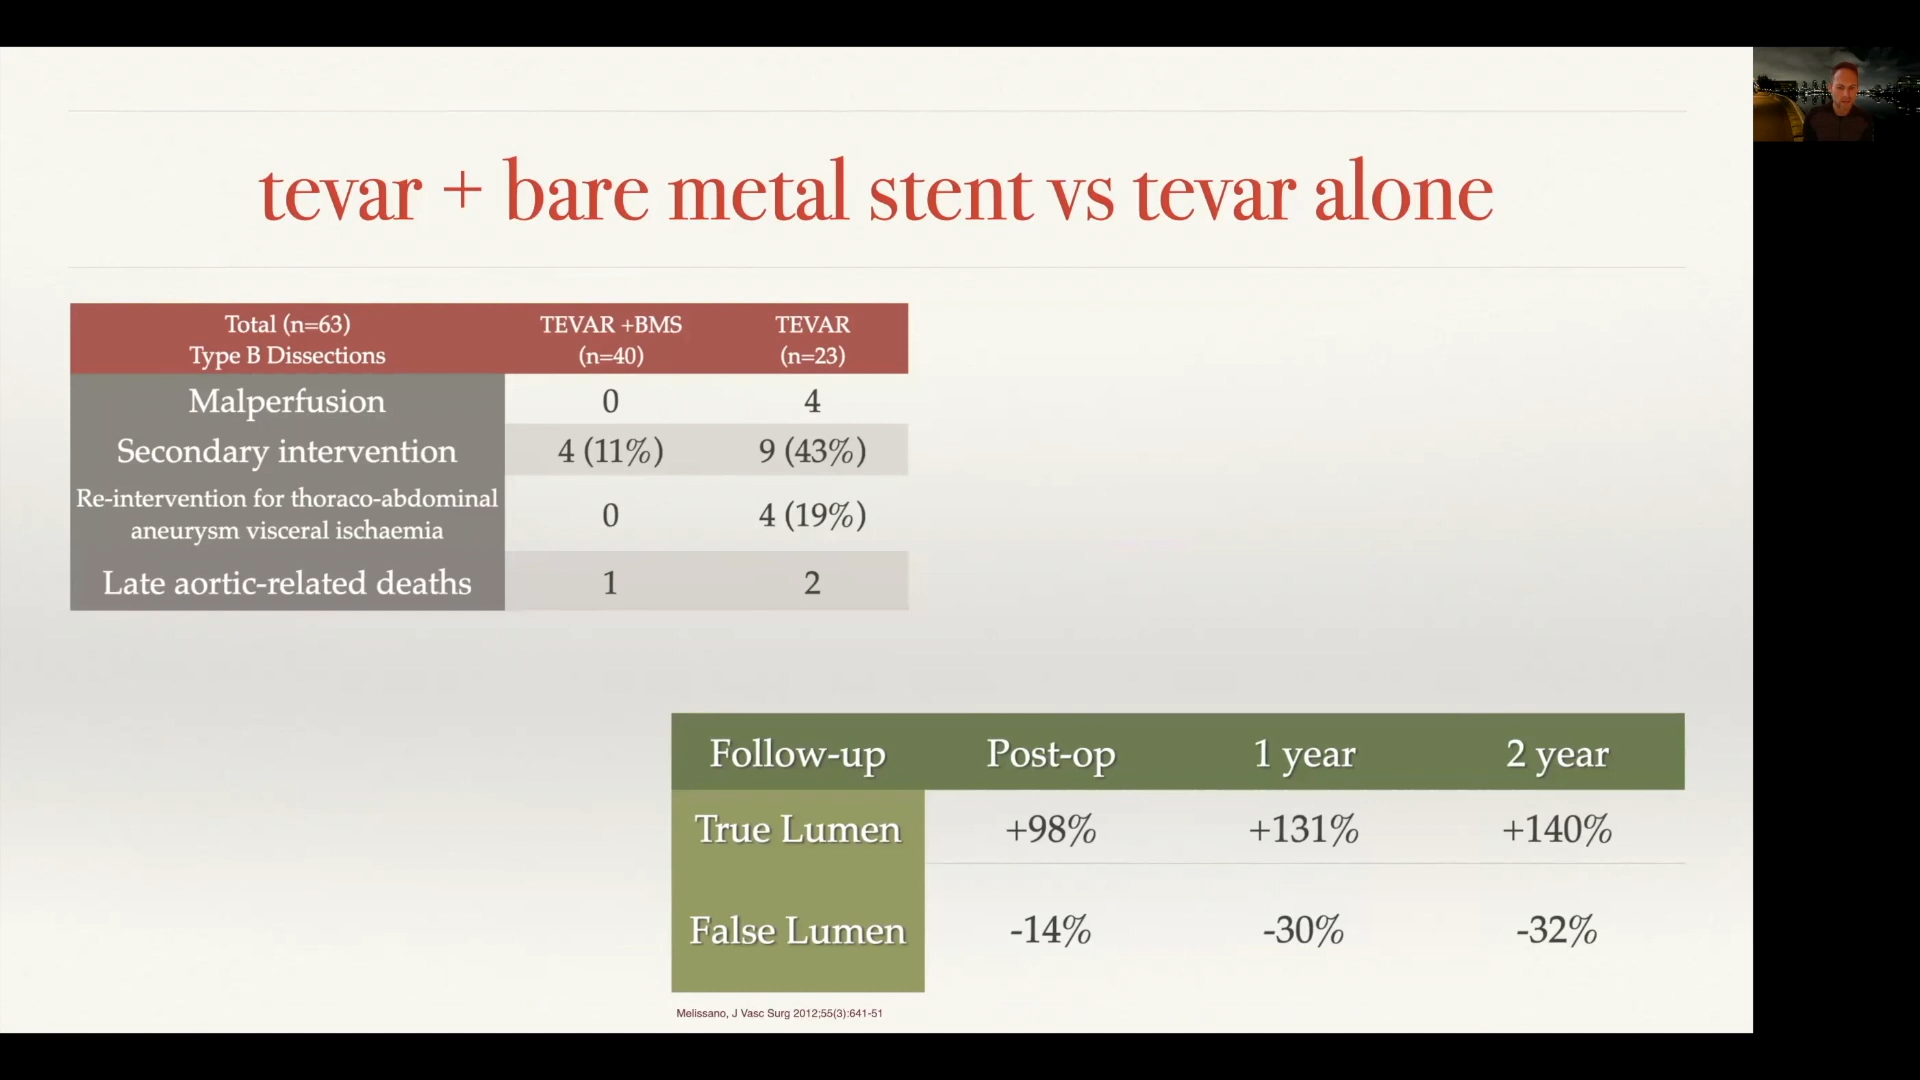 tevar + bare metal stent vs tevar alone
Total (n=63) TEVAR +BMS TEVAR
Type B Dissections (n=40) (n=23)
Malperfusion 0 4
Secondary intervention 4 (11%) 9 (43%)
Re-intervention for thoraco-abdominal
aneurysm visceral ischaemia 0 4 (19%)
Late aortic-related deaths 1 2
Follow-up Post-op 1 year 2 year
True Lumen +98% +131% +140%
False Lumen -14% -30% -32%
Melissano, J Vasc Surg 2012;55(3):641-51